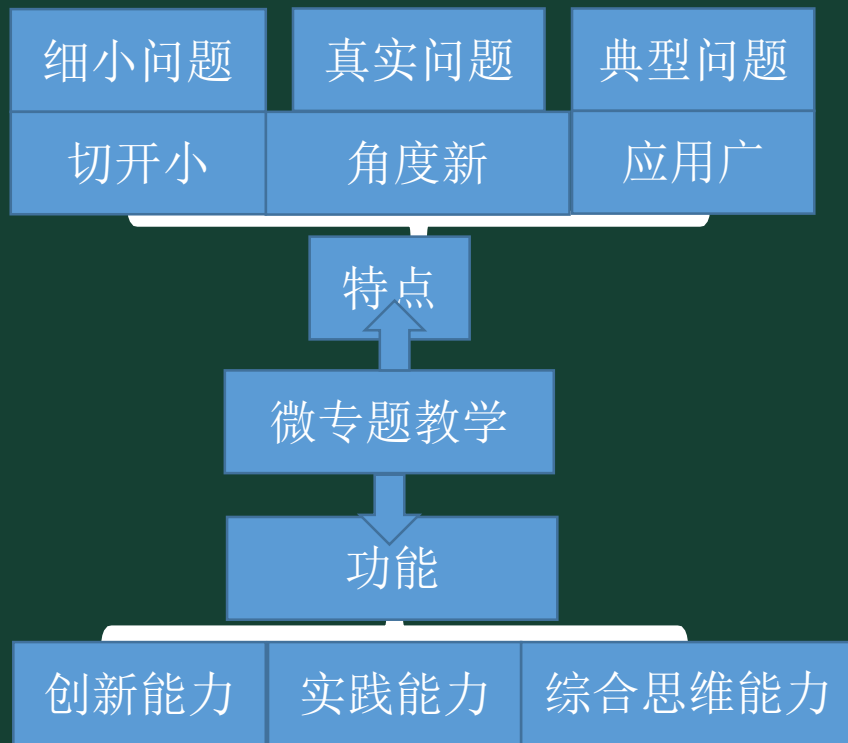 细小问题 真实问题 典型问题
切开小 角度新 应用广
特点
微专题教学
功能
创新能力 实践能力 综合思维能力